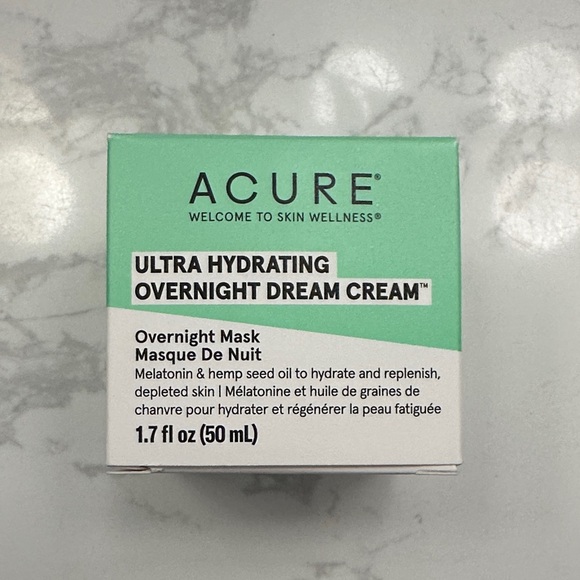 ACURE®
WELCOME TO SKIN WELLNESS®
ULTRA HYDRATING
OVERNIGHT DREAM CREAM™
Overnight Mask
Masque De Nuit
Melatonin & hemp seed oil to hydrate and replenish,
depleted skin | Mélatonine et huile de graines de
chanvre pour hydrater et régénérer la peau fatiguée
1.7 fl oz (50 mL)